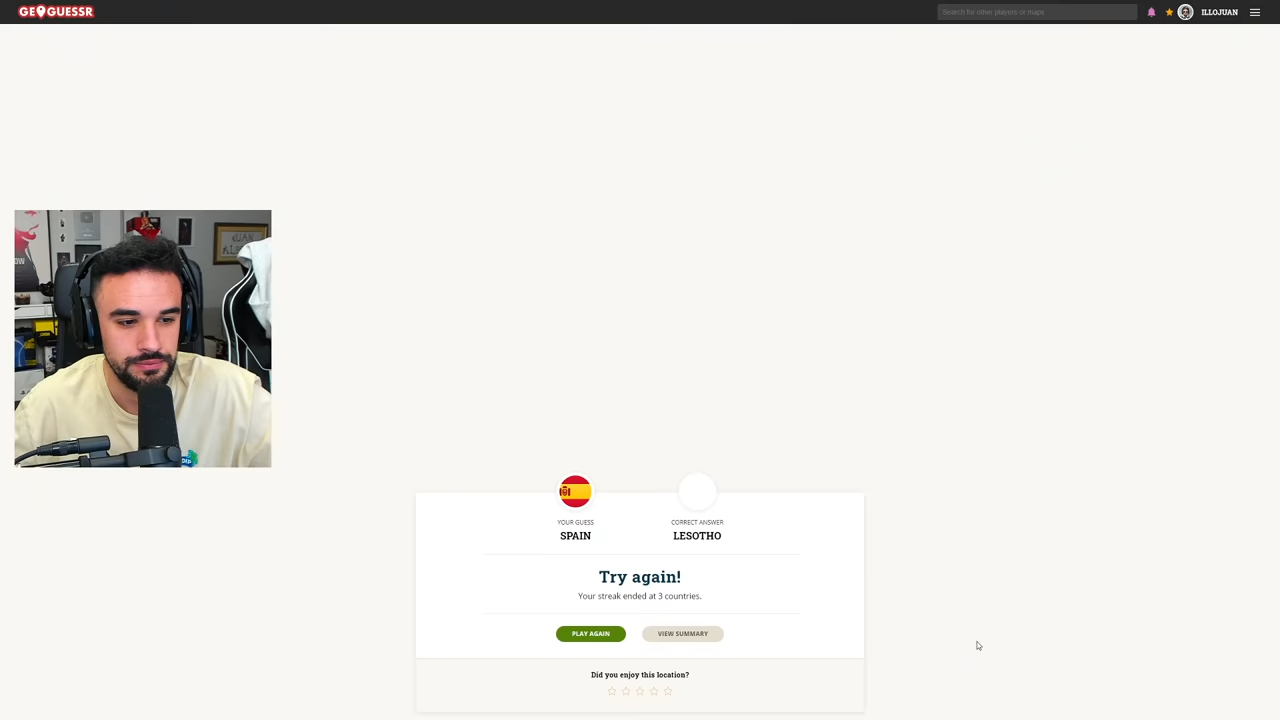 GEOGUESSR
Search for other players or maps
ILLOJUAN
YOUR GUESS
SPAIN
CORRECT ANSWER
LESOTHO
Try again!
Your streak ended at 3 countries.
PLAY AGAIN
VIEW SUMMARY
Did you enjoy this location?